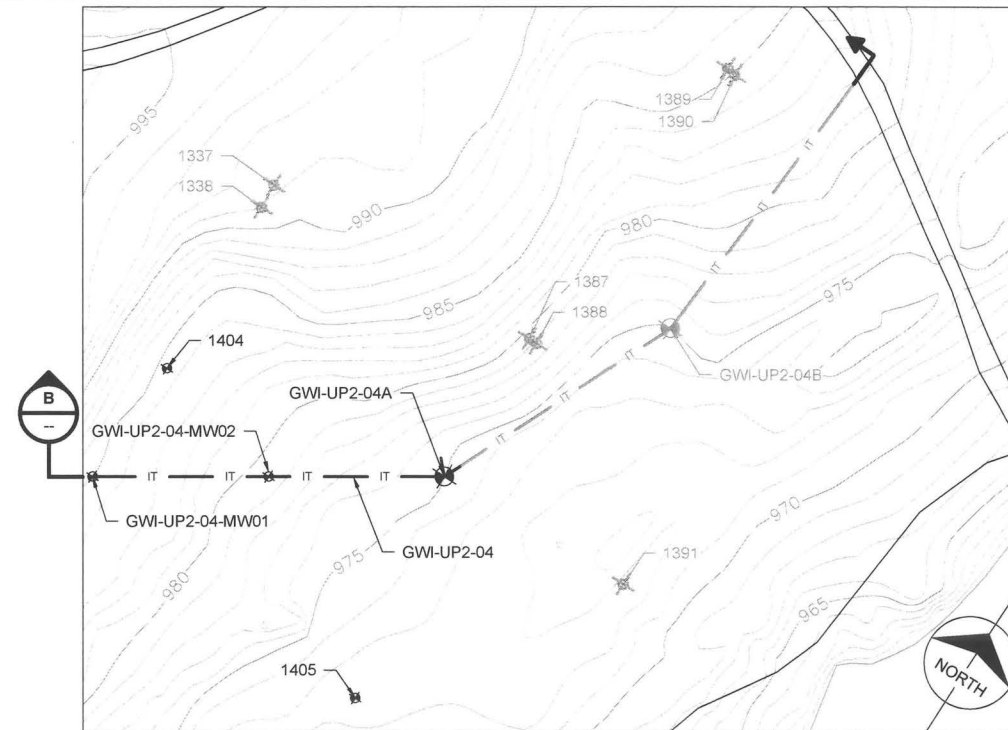 995
1389
1390
IT
1337
1338
IT
990
980
IT
1387
975
985
1388
IT
1404
GWI-UP2-04B
B
--
GWI-UP2-04A
IT
GWI-UP2-04-MW02
IT
IT
IT
IT
IT
GWI-UP2-04-MW01
970
GWI-UP2-04
975
1391
980
965
1405
NORTH